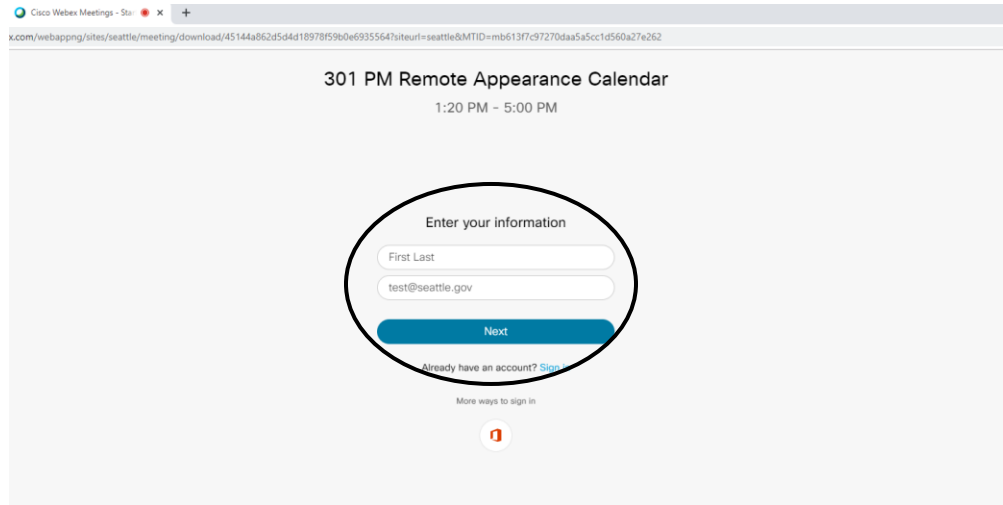 Cisco Webex Meetings - Sta
x.com/webappng/sites/seattle/meeting/download/45144a862d5d4d18978f59b0e6935564?siteurl=seattle&MTID=mb613f7c97270daa5a5cc1d560a27e262
301 PM Remote Appearance Calendar
1:20 PM - 5:00 PM
Enter your information
First Last
test@seattle.gov
Next
Already have an account? Sign
More ways to sign in